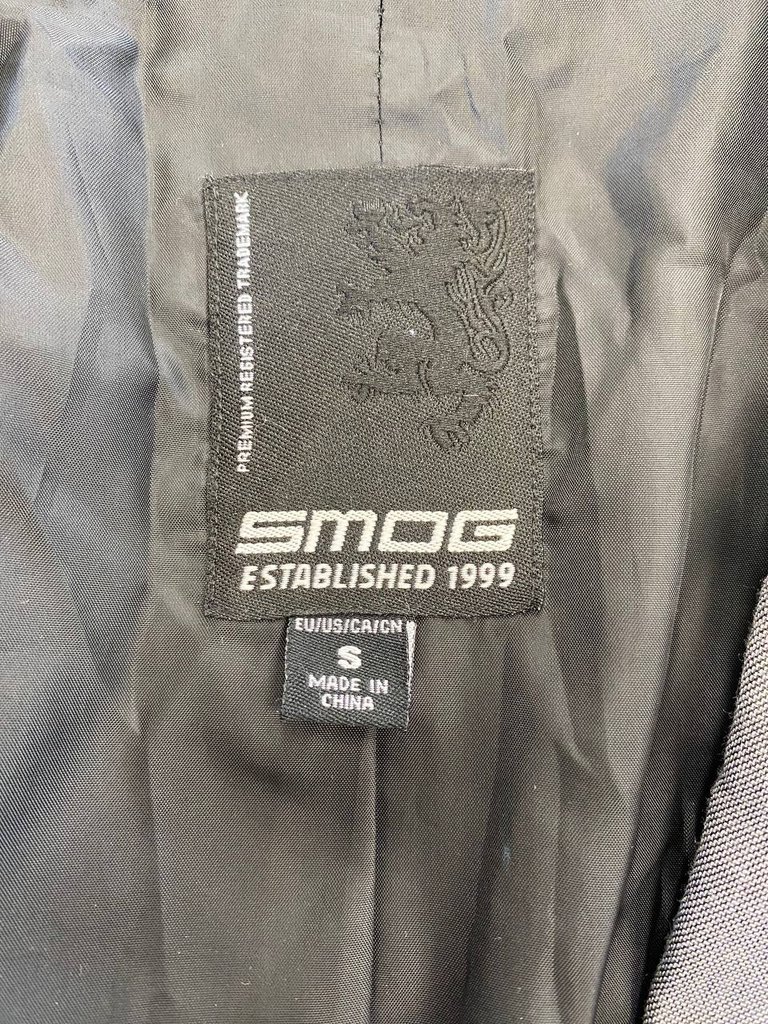 PREMIUM REGISTERED TRADEMARK
SMOG
ESTABLISHED 1999
EU/US/CA/CN
S
MADE IN
CHINA